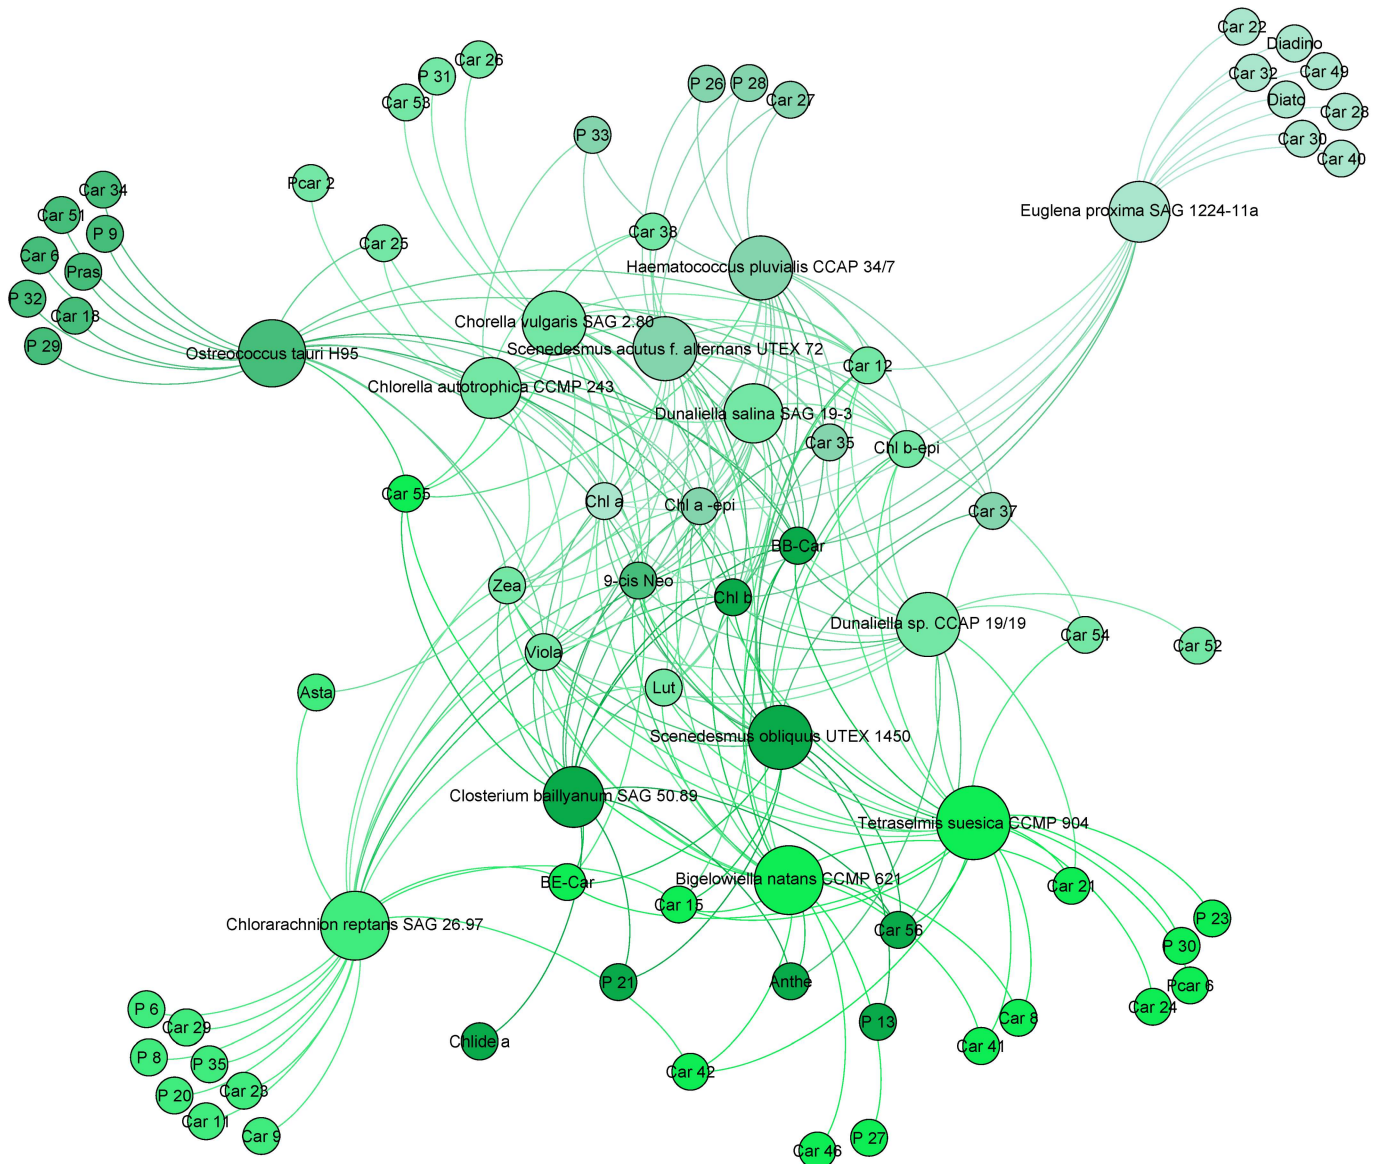 Car 22
Diadino
Car 26
P 31
Car 32
Car 49
P 26
P 28
Car 53
Car 27
Diato
Car 28
P 33
Car 30
Car 40
Pcar 2
Car 34
Car 51
Euglena proxima SAG 1224-11a
P 9
Car 38
Car 25
Car 6
Pras
Haematococcus pluvialis CCAP 34/7
P 32
Car 18
Chorella vulgaris SAG 2.80
P 29
Scenedesmus acutus f. alternans UTEX 72
Ostreococcus tauri H95
Car 12
Chlorella autotrophica CCMP 243
Dunaliella salina SAG 19-3
Car 35
Chl b-epi
Car 55
Chl a
Chl a -epi
Car 37
BB-Car
9-cis Neo
Zea
Chl b
Dunaliella sp. CCAP 19/19
Car 54
Car 52
Viola
Lut
Asta
Scenedesmus obliquus UTEX 1450
Closterium baillyanum SAG 50.89
Tetraselmis suesica CCMP 904
BE-Car
Bigelowiella natans CCMP 621
Car 21
Car 15
P 23
Chlorarachnion reptans SAG 26.97
Car 56
P 30
P 21
Anthe
Pcar 6
Car 24
P 6
Car 29
P 13
Car 8
Chlide a
Car 41
P 8
P 35
Car 42
Car 23
P 20
Car 11
Car 9
P 27
Car 46